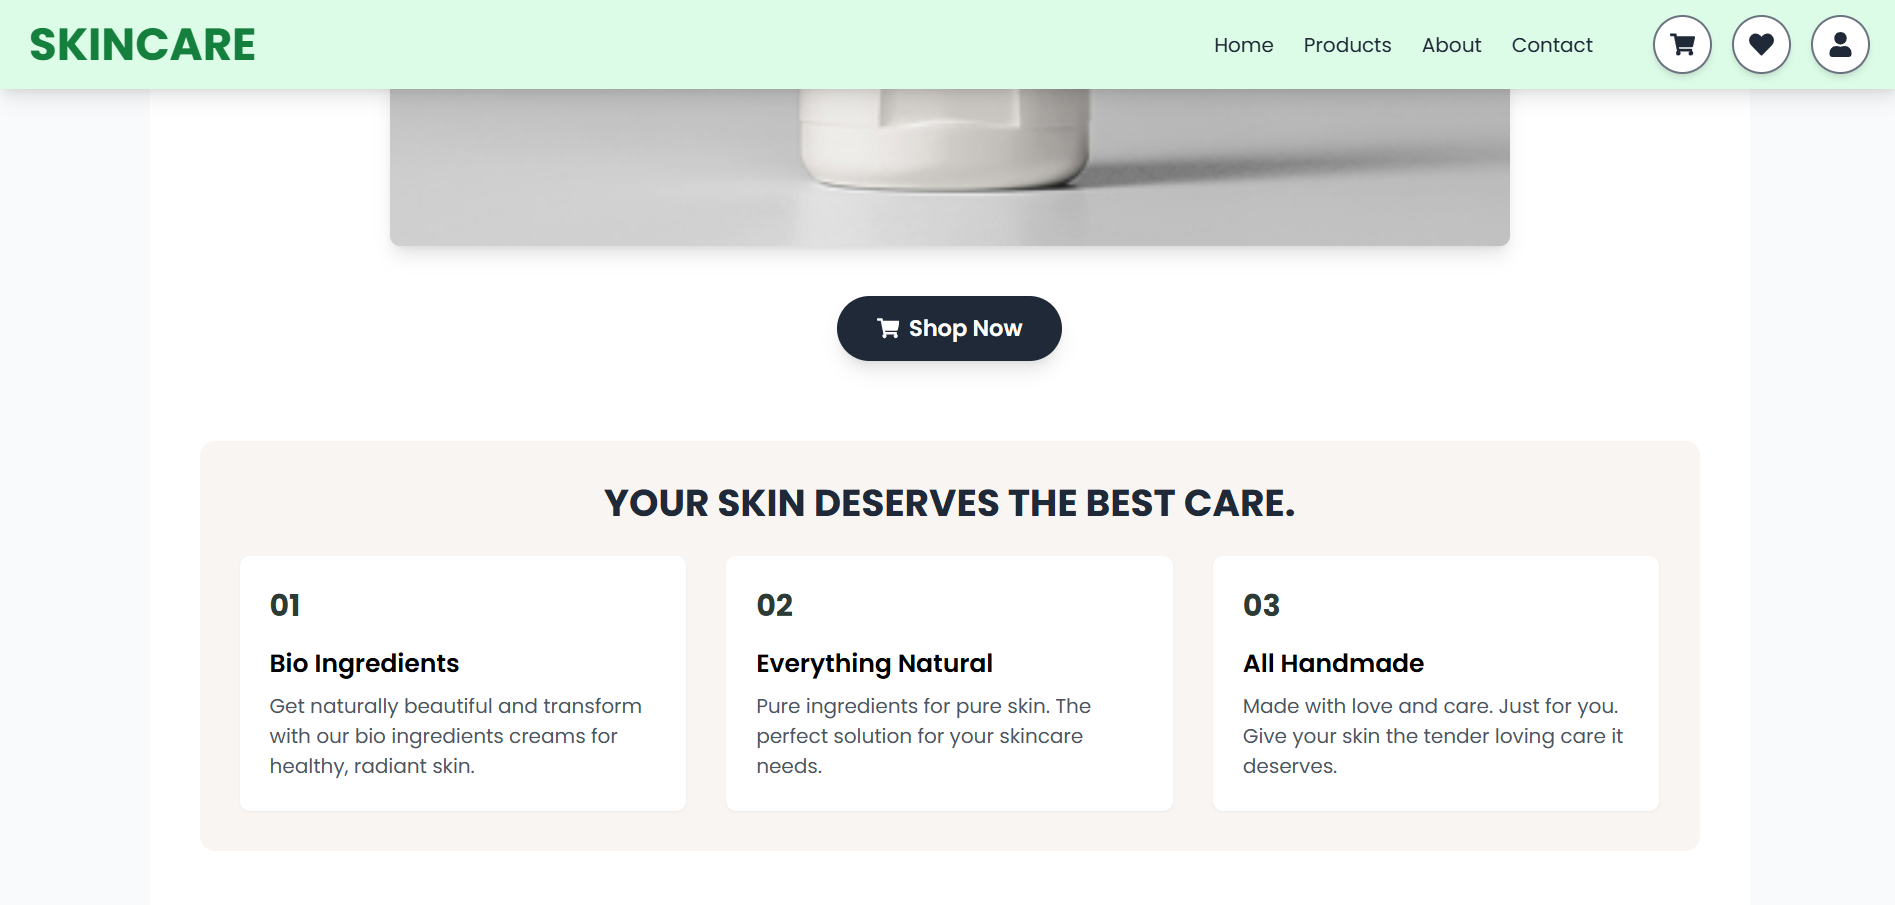 SKINCARE
Home Products About Contact
Shop Now
YOUR SKIN DESERVES THE BEST CARE.
01
Bio Ingredients
Get naturally beautiful and transform
with our bio ingredients creams for
healthy, radiant skin.
02
Everything Natural
Pure ingredients for pure skin. The
perfect solution for your skincare
needs.
03
All Handmade
Made with love and care. Just for you.
Give your skin the tender loving care it
deserves.